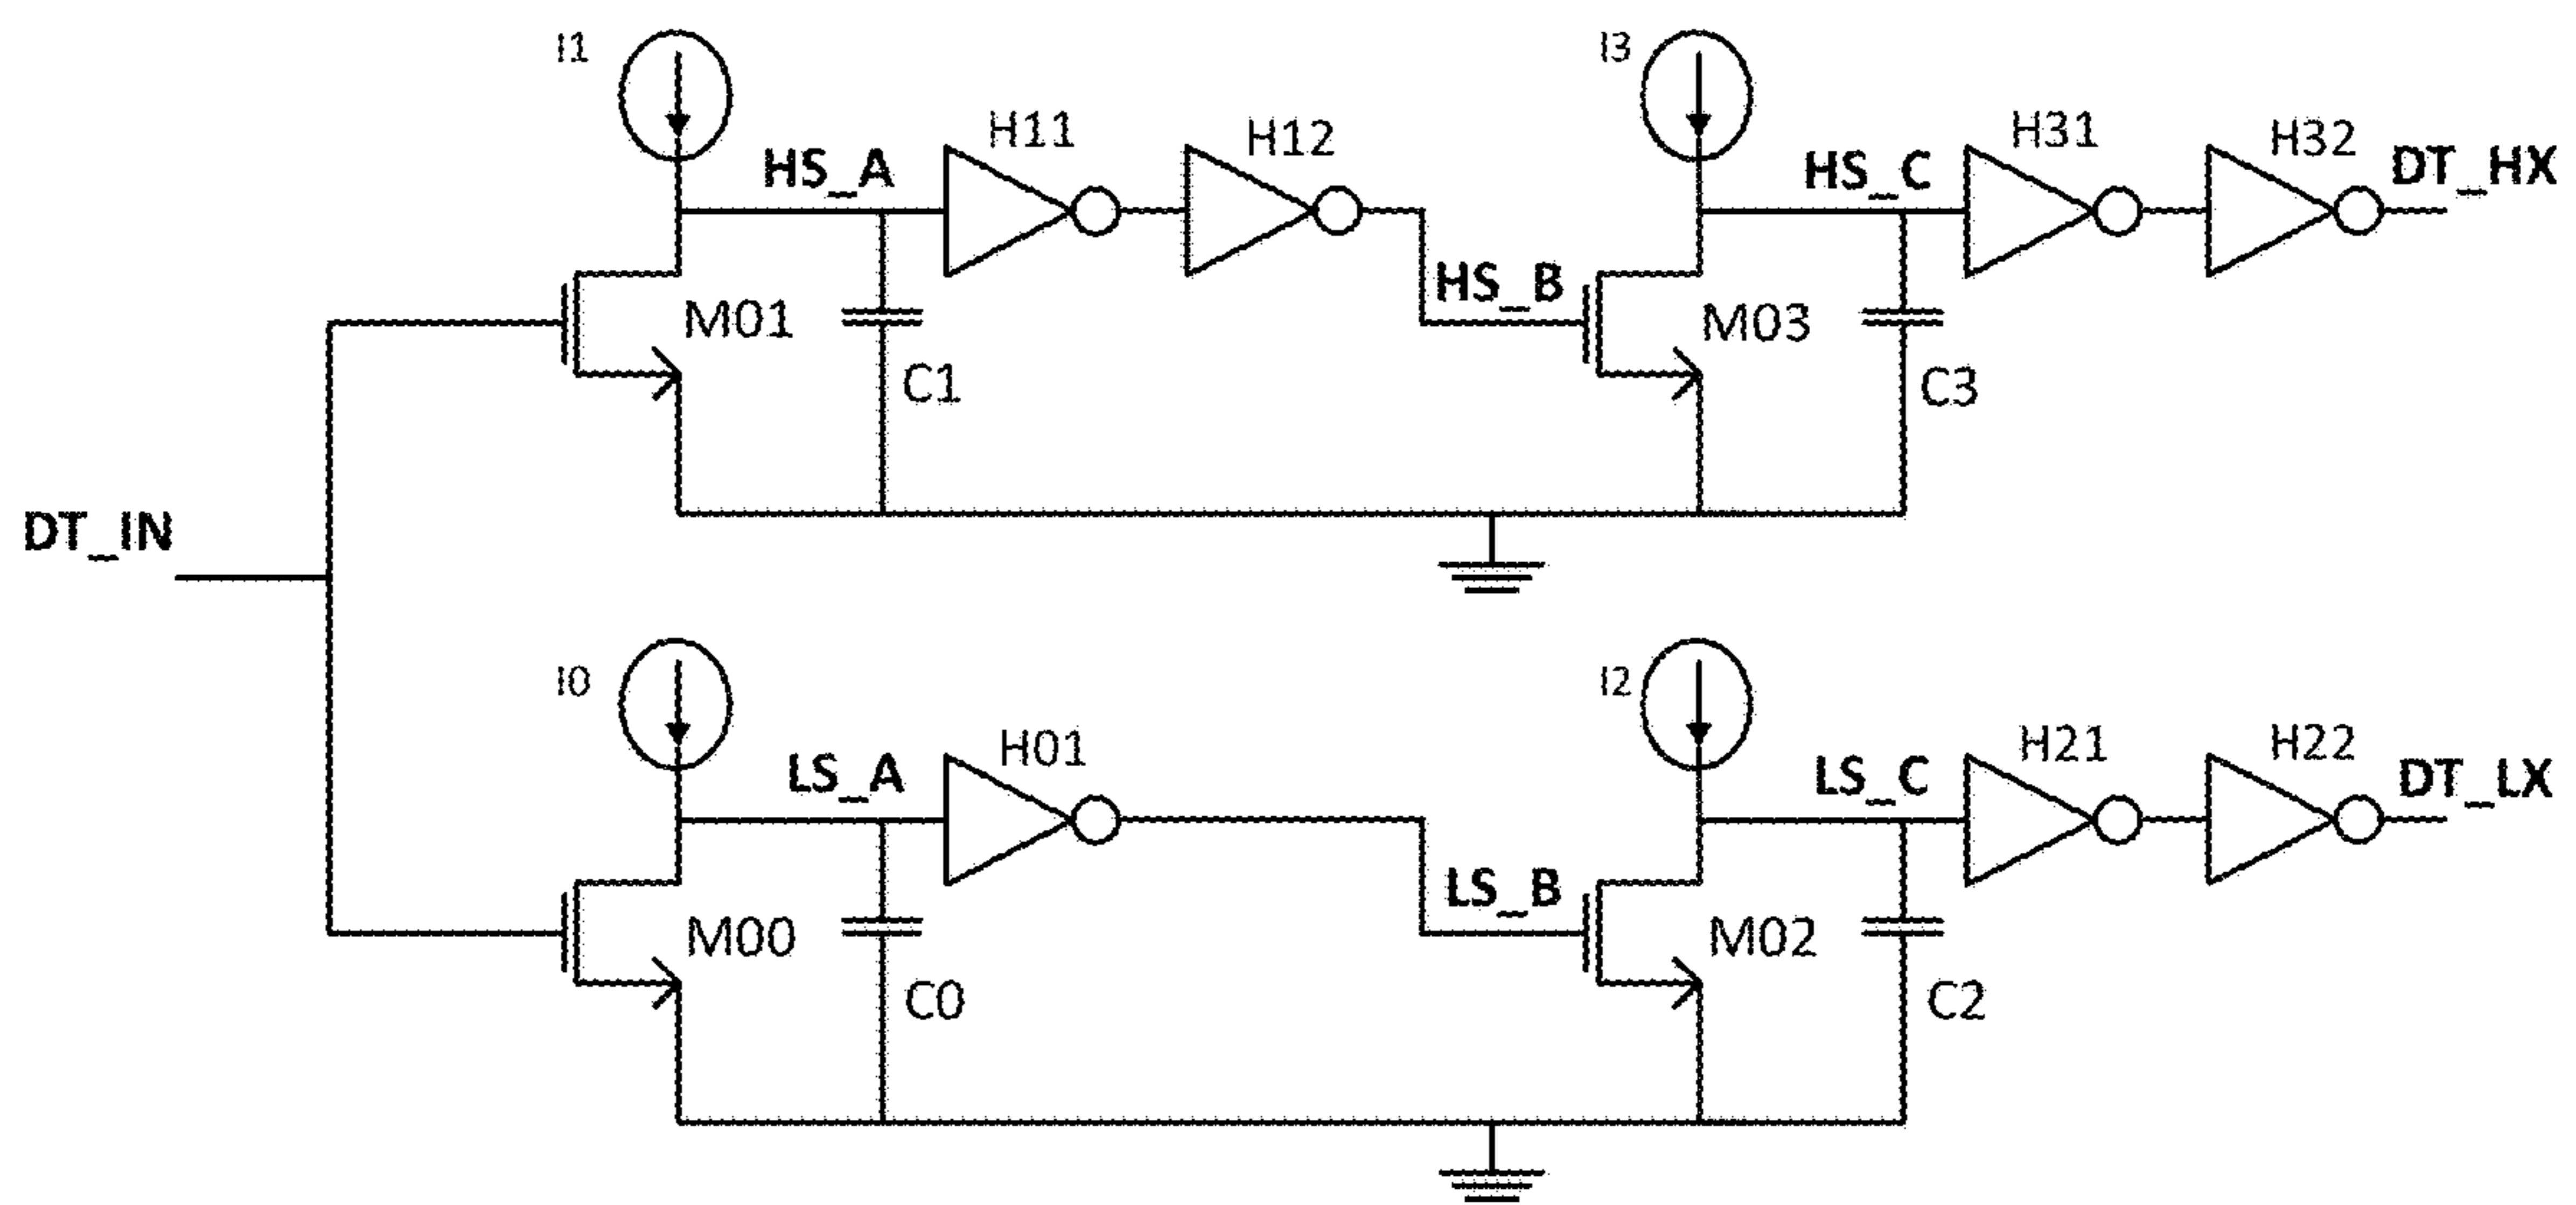 I1
I3
H11
H12
H31
H32
HS_A
HS_C
DT_HX
HS_B
M01
M03
C1
C3
DT_IN
I0
I2
H01
H21
H22
LS_A
LS_C
DT_LX
LS_B
M00
M02
C0
C2